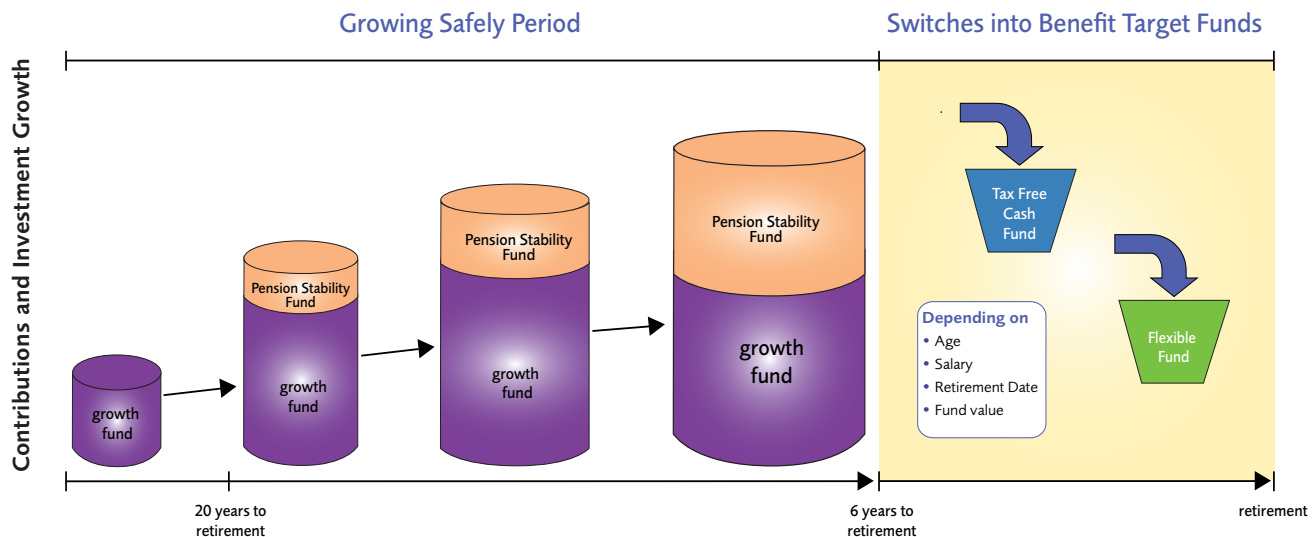 Growing Safely Period
Switches into Benefit Target Funds
Contributions and Investment Growth
growth
fund
Pension Stability
Fund
growth
fund
Pension Stability
Fund
growth
fund
Pension Stability
Fund
growth
fund
Tax Free
Cash
Fund
Flexible
Fund
Depending on
• Age
• Salary
• Retirement Date
• Fund value
20 years to
retirement
6 years to
retirement
retirement